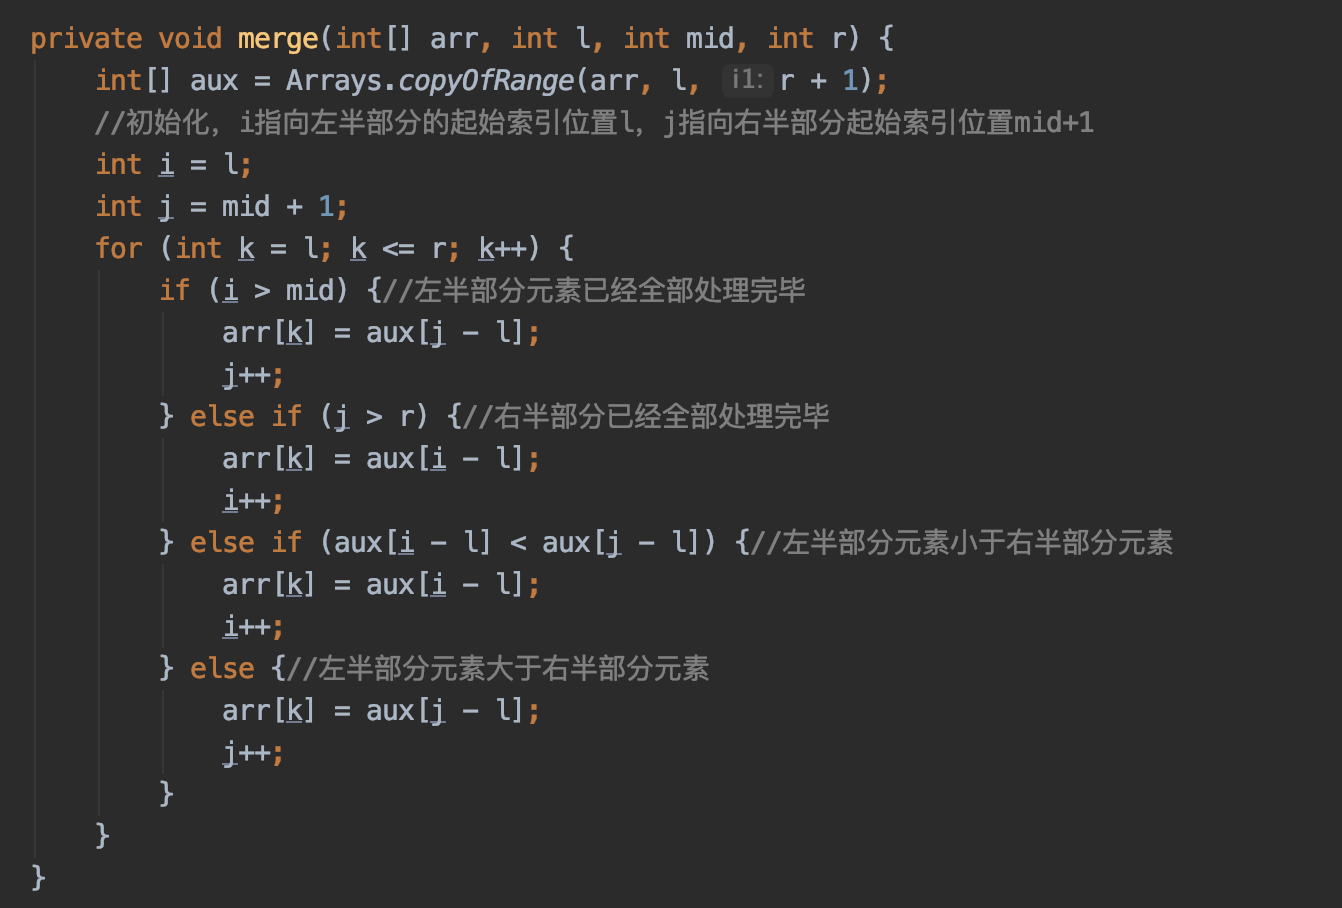 private void merge(int[] arr, int l, int mid, int r) {
    int[] aux = Arrays.copyOfRange(arr, l, i1: r + 1);
    //初始化，i指向左半部分的起始索引位置l，j指向右半部分起始索引位置mid+1
    int i = l;
    int j = mid + 1;
    for (int k = l; k <= r; k++) {
        if (i > mid) {//左半部分元素已经全部处理完毕
            arr[k] = aux[j - l];
            j++;
        } else if (j > r) {//右半部分已经全部处理完毕
            arr[k] = aux[i - l];
            i++;
        } else if (aux[i - l] < aux[j - l]) {//左半部分元素小于右半部分元素
            arr[k] = aux[i - l];
            i++;
        } else {//左半部分元素大于右半部分元素
            arr[k] = aux[j - l];
            j++;
        }
    }
}